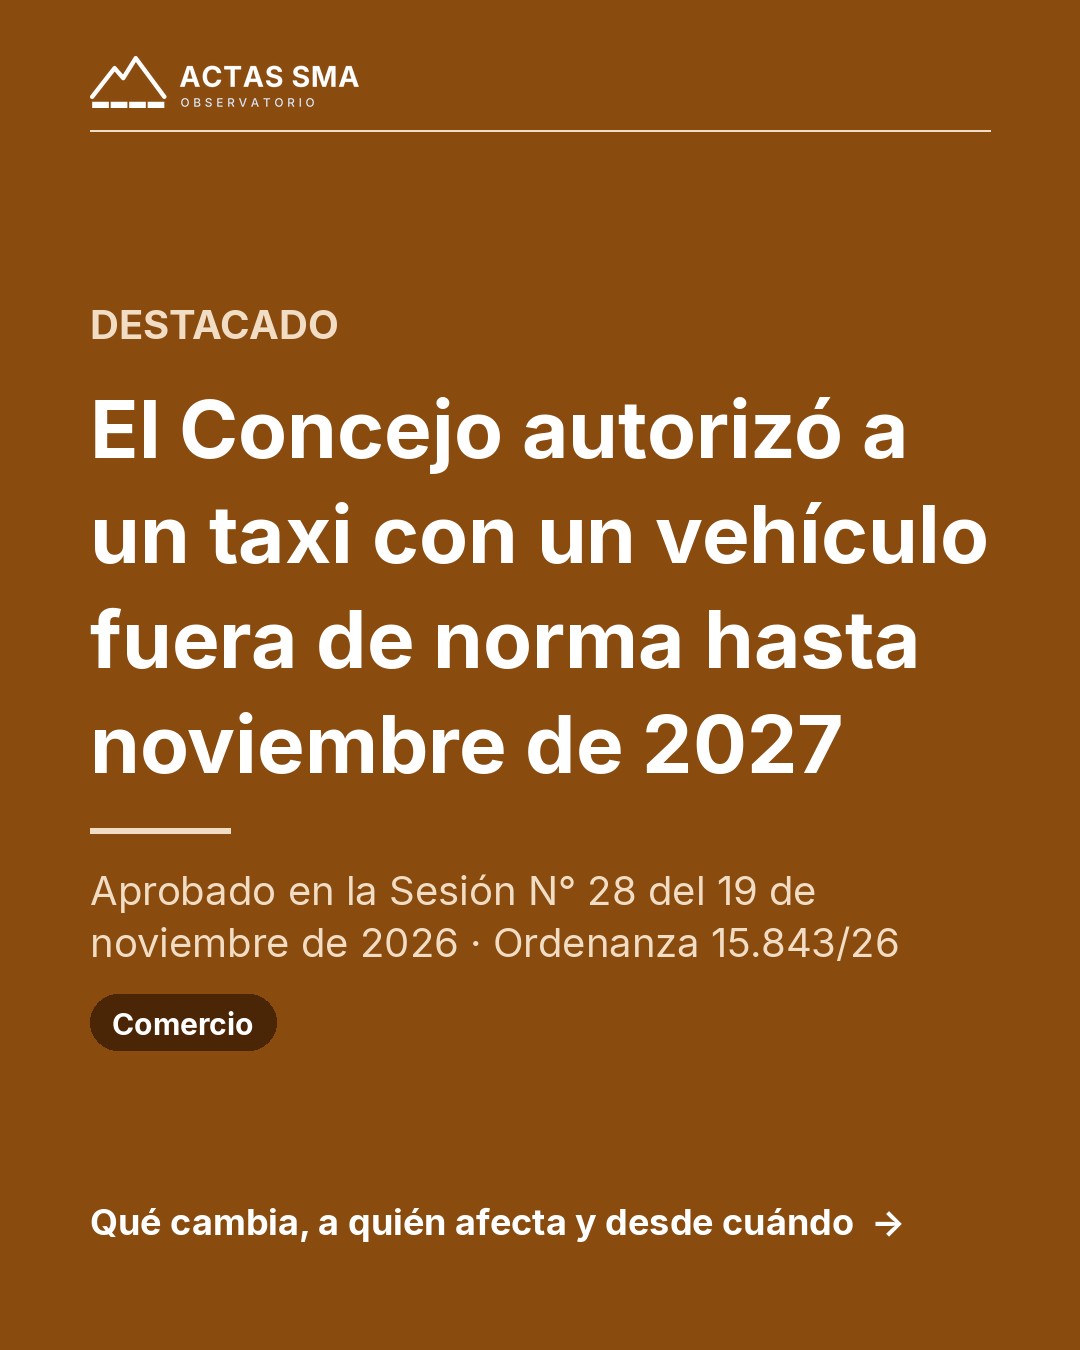 ACTAS SMA
OBSERVATORIO
DESTACADO
El Concejo autorizó a
un taxi con un vehículo
fuera de norma hasta
noviembre de 2027
Aprobado en la Sesión N° 28 del 19 de
noviembre de 2026 · Ordenanza 15.843/26
Comercio
Qué cambia, a quién afecta y desde cuándo →